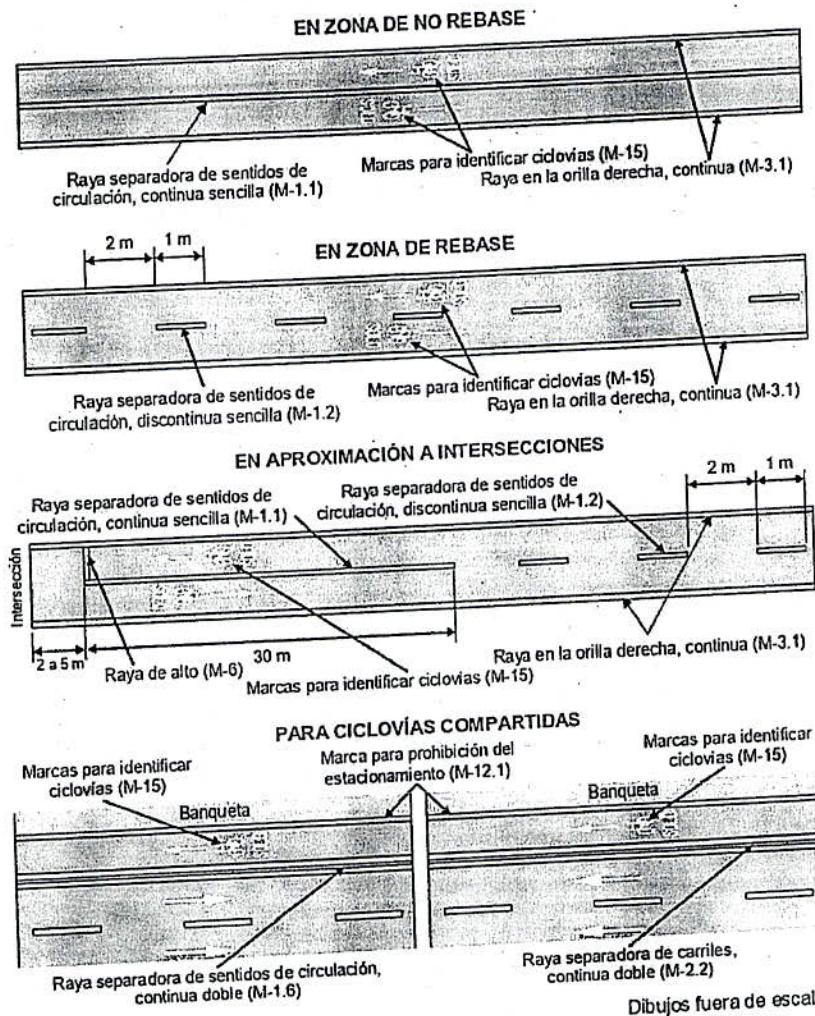 EN ZONA DE NO REBASE
Raya separadora de sentidos de
circulación, continua sencilla (M-1.1)
Marcas para identificar ciclovías (M-15)
Raya en la orilla derecha, continua (M-3.1)
2 m
1 m
EN ZONA DE REBASE
Raya separadora de sentidos de
circulación, discontinua sencilla (M-1.2)
Marcas para identificar ciclovías (M-15)
Raya en la orilla derecha, continua (M-3.1)
EN APROXIMACIÓN A INTERSECCIONES
Raya separadora de sentidos de
circulación, continua sencilla (M-1.1)
Raya separadora de sentidos de
circulación, discontinua sencilla (M-1.2)
2 m
1 m
Intersección
2 a 5 m
Raya de alto (M-6)
30 m
Marcas para identificar ciclovías (M-15)
Raya en la orilla derecha, continua (M-3.1)
PARA CICLOVÍAS COMPARTIDAS
Marcas para identificar
ciclovías (M-15)
Marca para prohibición del
estacionamiento (M-12.1)
Marcas para identificar
ciclovías (M-15)
Banqueta
Banqueta
Raya separadora de sentidos de circulación,
continua doble (M-1.6)
Raya separadora de carriles,
continua doble (M-2.2)
Dibujos fuera de escal